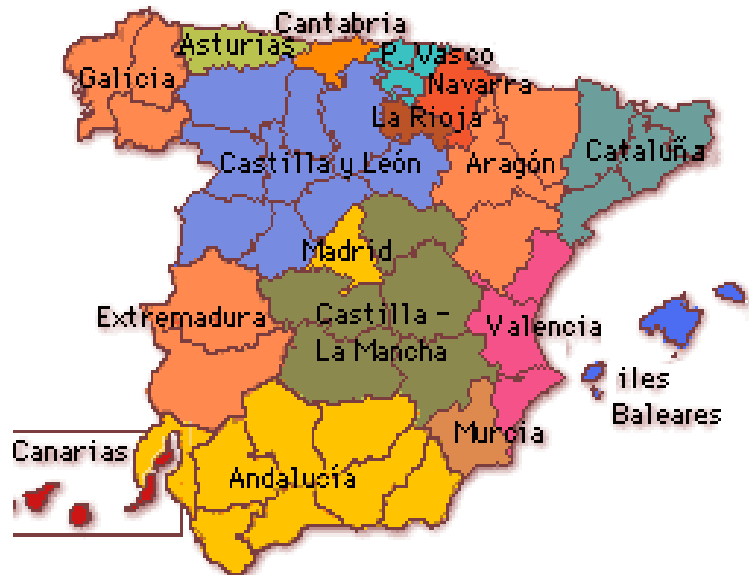 Cantabria
Asturias
P. Vasco
Galicia
Navarra
La Rioja
Cataluña
Castilla y León
Aragón
Madrid
Extremadura
Castilla -
La Mancha
Valencia
iles
Baleares
Murcia
Canarias
Andalucía